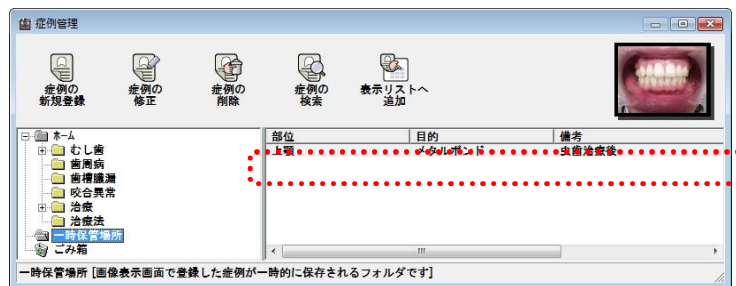 症例管理
症例の
新規登録
症例の
修正
症例の
削除
症例の
検索
表示リストへ
追加
ホーム
むし歯
歯周病
歯槽膿漏
咬合異常
治療
治療法
一時保管場所
ごみ箱
部位 目的 備考
上顎 メタルボンド 虫歯治療後
一時保管場所 [画像表示画面で登録した症例が一時的に保存されるフォルダです]